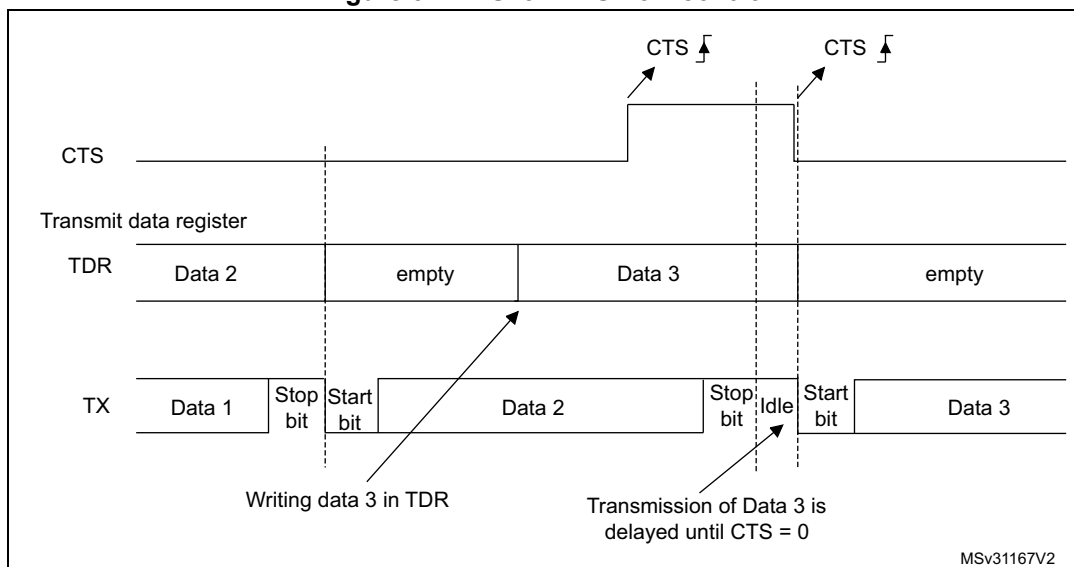 CTS
CTS
CTS
Transmit data register
TDR
Data 2
empty
Data 3
empty
TX
Data 1
Stop
bit
Start
bit
Data 2
Stop
bit
Idle
Start
bit
Data 3
Writing data 3 in TDR
Transmission of Data 3 is
delayed until CTS = 0
MSv31167V2